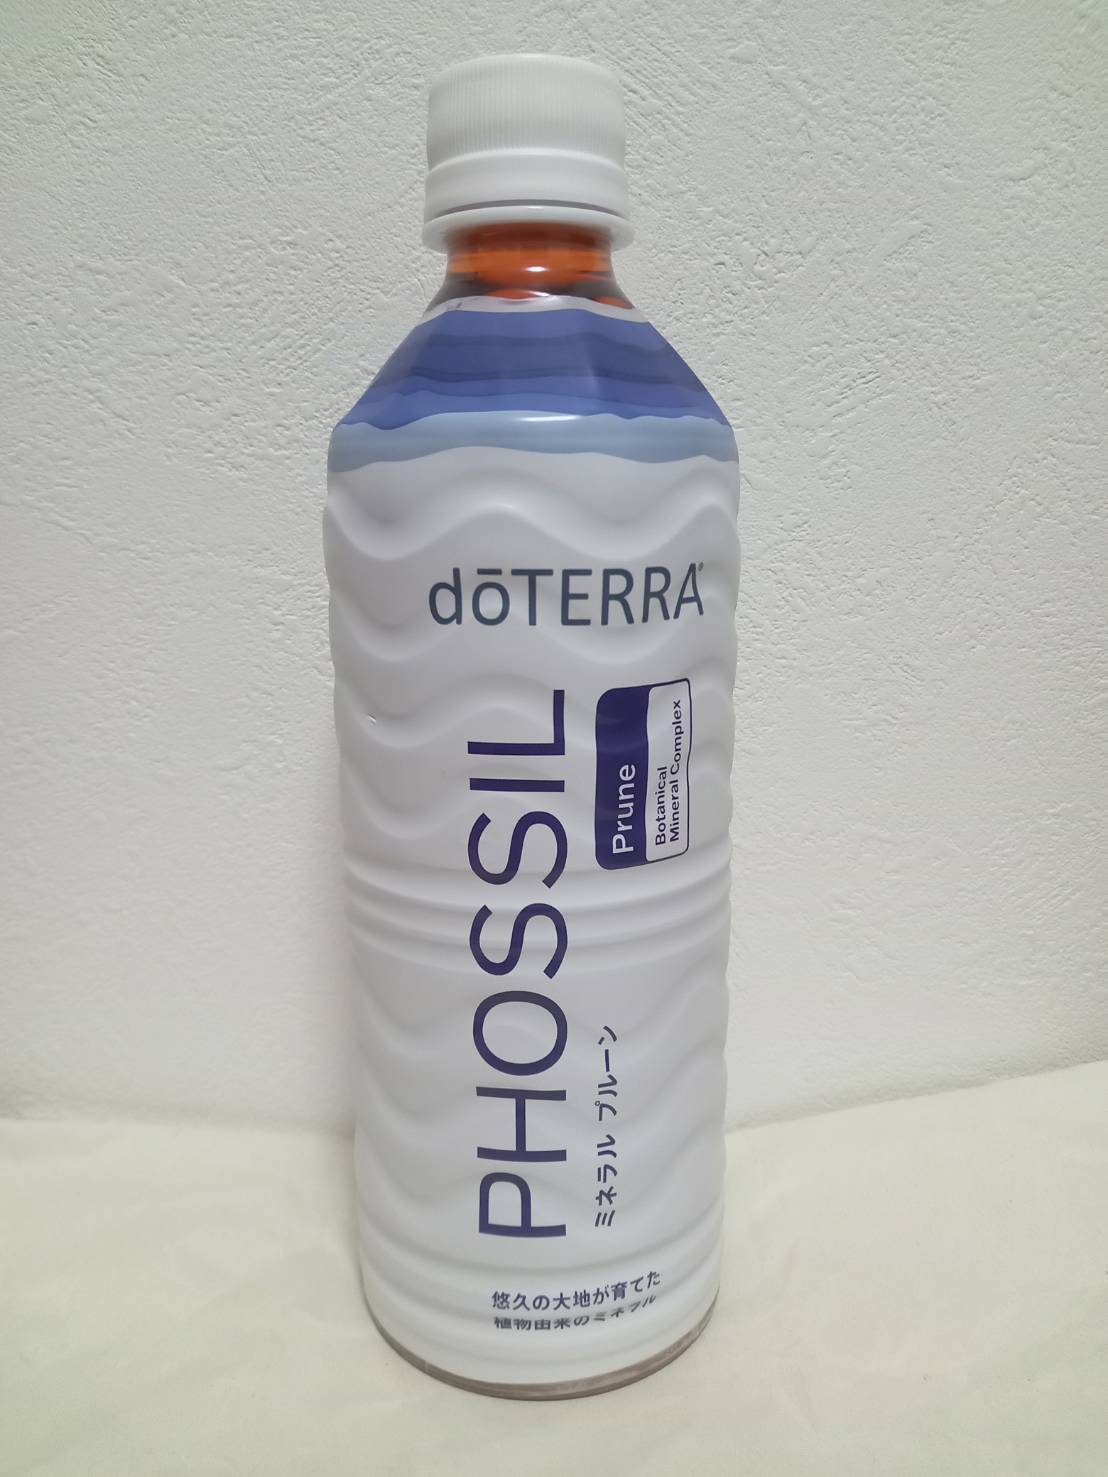 dōTERRA®
PHOSSIL
Prune
Botanical
Mineral Complex
ミネラル プルーン
悠久の大地が育てた
植物由来のミネラル